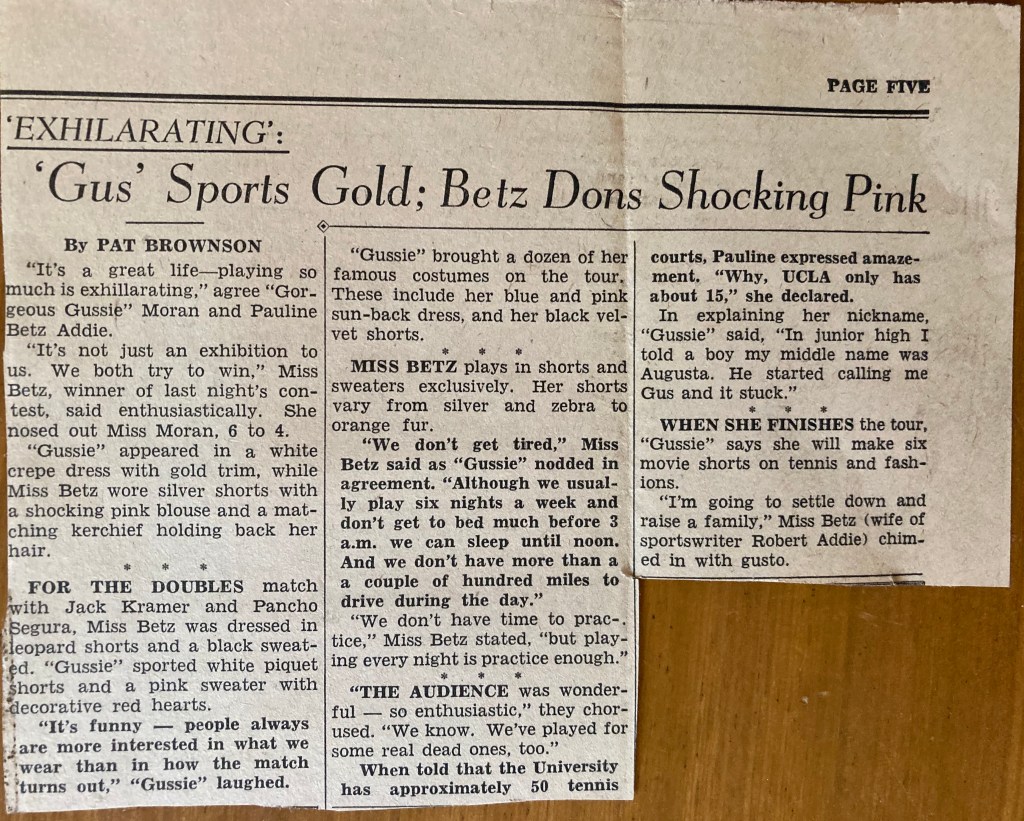 PAGE FIVE
'EXHILARATING':
'Gus' Sports Gold; Betz Dons Shocking Pink
By PAT BROWNSON
"It's a great life—playing so
much is exhillarating," agree "Gor-
geous Gussie" Moran and Pauline
Betz Addie.
"It's not just an exhibition to
us. We both try to win," Miss
Betz, winner of last night's con-
test, said enthusiastically. She
nosed out Miss Moran, 6 to 4.
"Gussie" appeared in a white
crepe dress with gold trim, while
Miss Betz wore silver shorts with
a shocking pink blouse and a mat-
ching kerchief holding back her
hair.
* * *
FOR THE DOUBLES match
with Jack Kramer and Pancho
Segura, Miss Betz was dressed in
leopard shorts and a black sweat-
ed. "Gussie" sported white piquet
shorts and a pink sweater with
decorative red hearts.
"It's funny — people always
are more interested in what we
wear than in how the match
turns out," "Gussie" laughed.
"Gussie" brought a dozen of her
famous costumes on the tour.
These include her blue and pink
sun-back dress, and her black vel-
vet shorts.
* * *
MISS BETZ plays in shorts and
sweaters exclusively. Her shorts
vary from silver and zebra to
orange fur.
"We don't get tired," Miss
Betz said as "Gussie" nodded in
agreement. "Although we usual-
ly play six nights a week and
don't get to bed much before 3
a.m. we can sleep until noon.
And we don't have more than a
a couple of hundred miles to
drive during the day."
"We don't have time to prac-.
tice," Miss Betz stated, "but play-
ing every night is practice enough."
* * *
"THE AUDIENCE was wonder-
ful — so enthusiastic," they chor-
used. "We know. We've played for
some real dead ones, too."
When told that the University
has approximately 50 tennis
courts, Pauline expressed amaze-
ment. "Why, UCLA only has
about 15," she declared.
In explaining her nickname,
"Gussie" said, "In junior high I
told a boy my middle name was
Augusta. He started calling me
Gus and it stuck."
* * *
WHEN SHE FINISHES the tour,
"Gussie" says she will make six
movie shorts on tennis and fash-
ions.
"I'm going to settle down and
raise a family," Miss Betz (wife of
sportswriter Robert Addie) chim-
ed in with gusto.